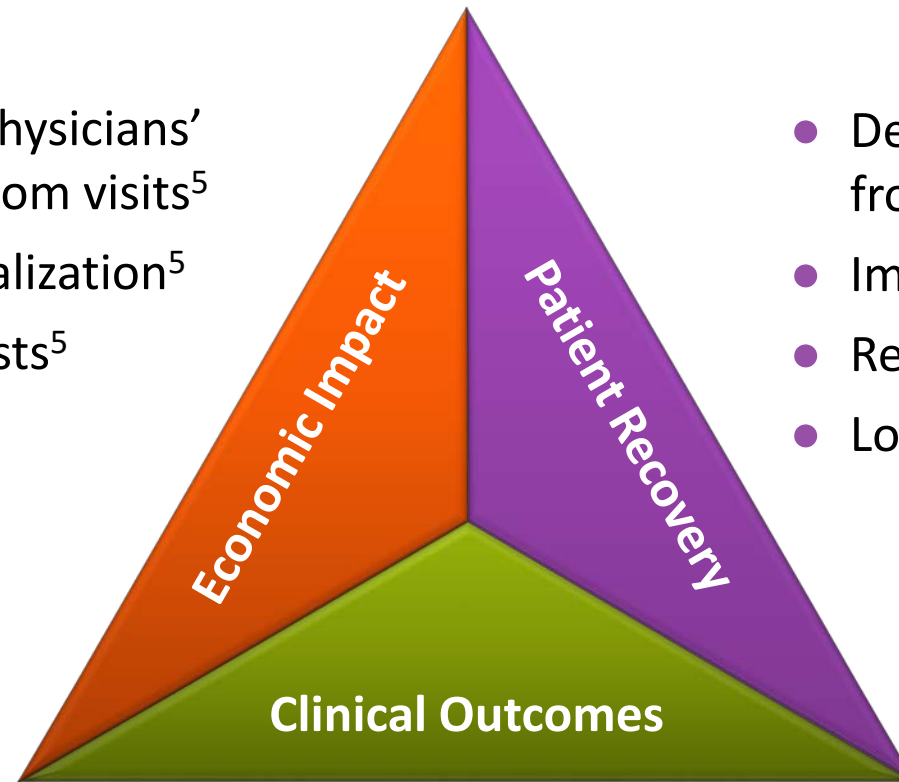 hysicians’
om visits⁵
alization⁵
sts⁵
Economic Impact
Patient Recovery
Clinical Outcomes
• De
fro
• Im
• Re
• Lo